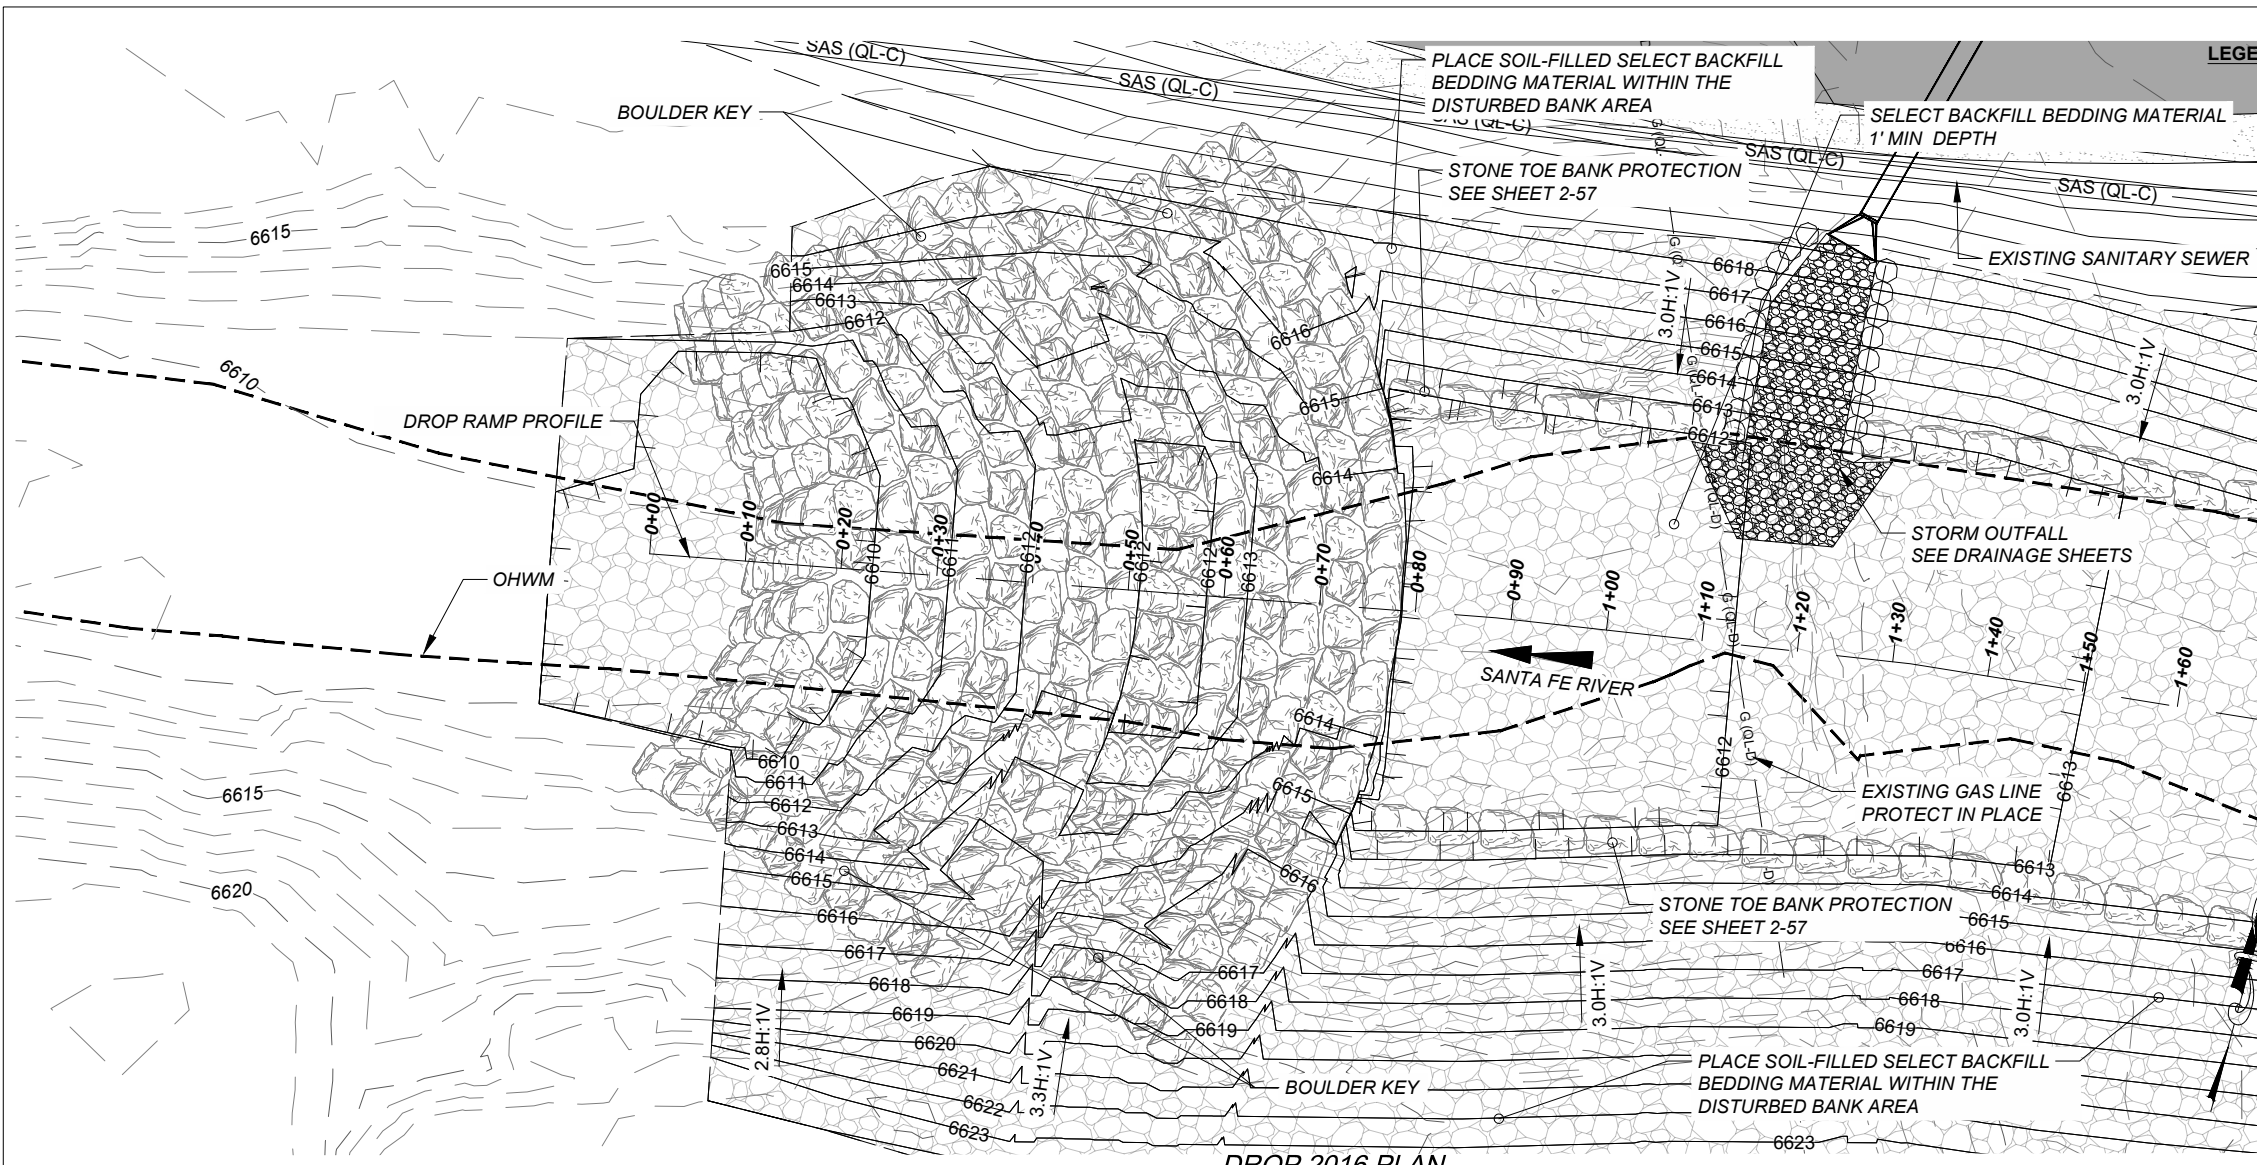 LEGE
SAS (QL-C)
SAS (QL-C)
SAS (QL-C)
SAS (QL-C)
SAS (QL-C)
PLACE SOIL-FILLED SELECT BACKFILL
BEDDING MATERIAL WITHIN THE
DISTURBED BANK AREA
BOULDER KEY
SELECT BACKFILL BEDDING MATERIAL
1' MIN DEPTH
STONE TOE BANK PROTECTION
SEE SHEET 2-57
EXISTING SANITARY SEWER
6615
6615
6614
6613
6612
6616
6615
6614
6618
6617
6616
6615
6614
6613
6612
3.0H:1V
3.0H:1V
6610
DROP RAMP PROFILE
OHWM
0+00
0+10
0+20
0+30
0+50
0+60
0+70
0+80
0+90
1+00
1+10
1+20
1+30
1+40
1+50
1+60
6610
6611
6612
6612
6612
6613
G (QL-D)
G (QL-D)
STORM OUTFALL
SEE DRAINAGE SHEETS
SANTA FE RIVER
6612
6613
EXISTING GAS LINE
PROTECT IN PLACE
6614
6615
6616
6610
6611
6612
6613
6614
6615
6616
6617
6618
6619
6620
6621
6622
6623
6615
6620
6617
6618
6619
6613
6614
6615
6616
6617
6618
6619
6623
STONE TOE BANK PROTECTION
SEE SHEET 2-57
2.8H:1V
3.3H:1V
3.0H:1V
3.0H:1V
BOULDER KEY
PLACE SOIL-FILLED SELECT BACKFILL
BEDDING MATERIAL WITHIN THE
DISTURBED BANK AREA
DROP 2016 PLAN